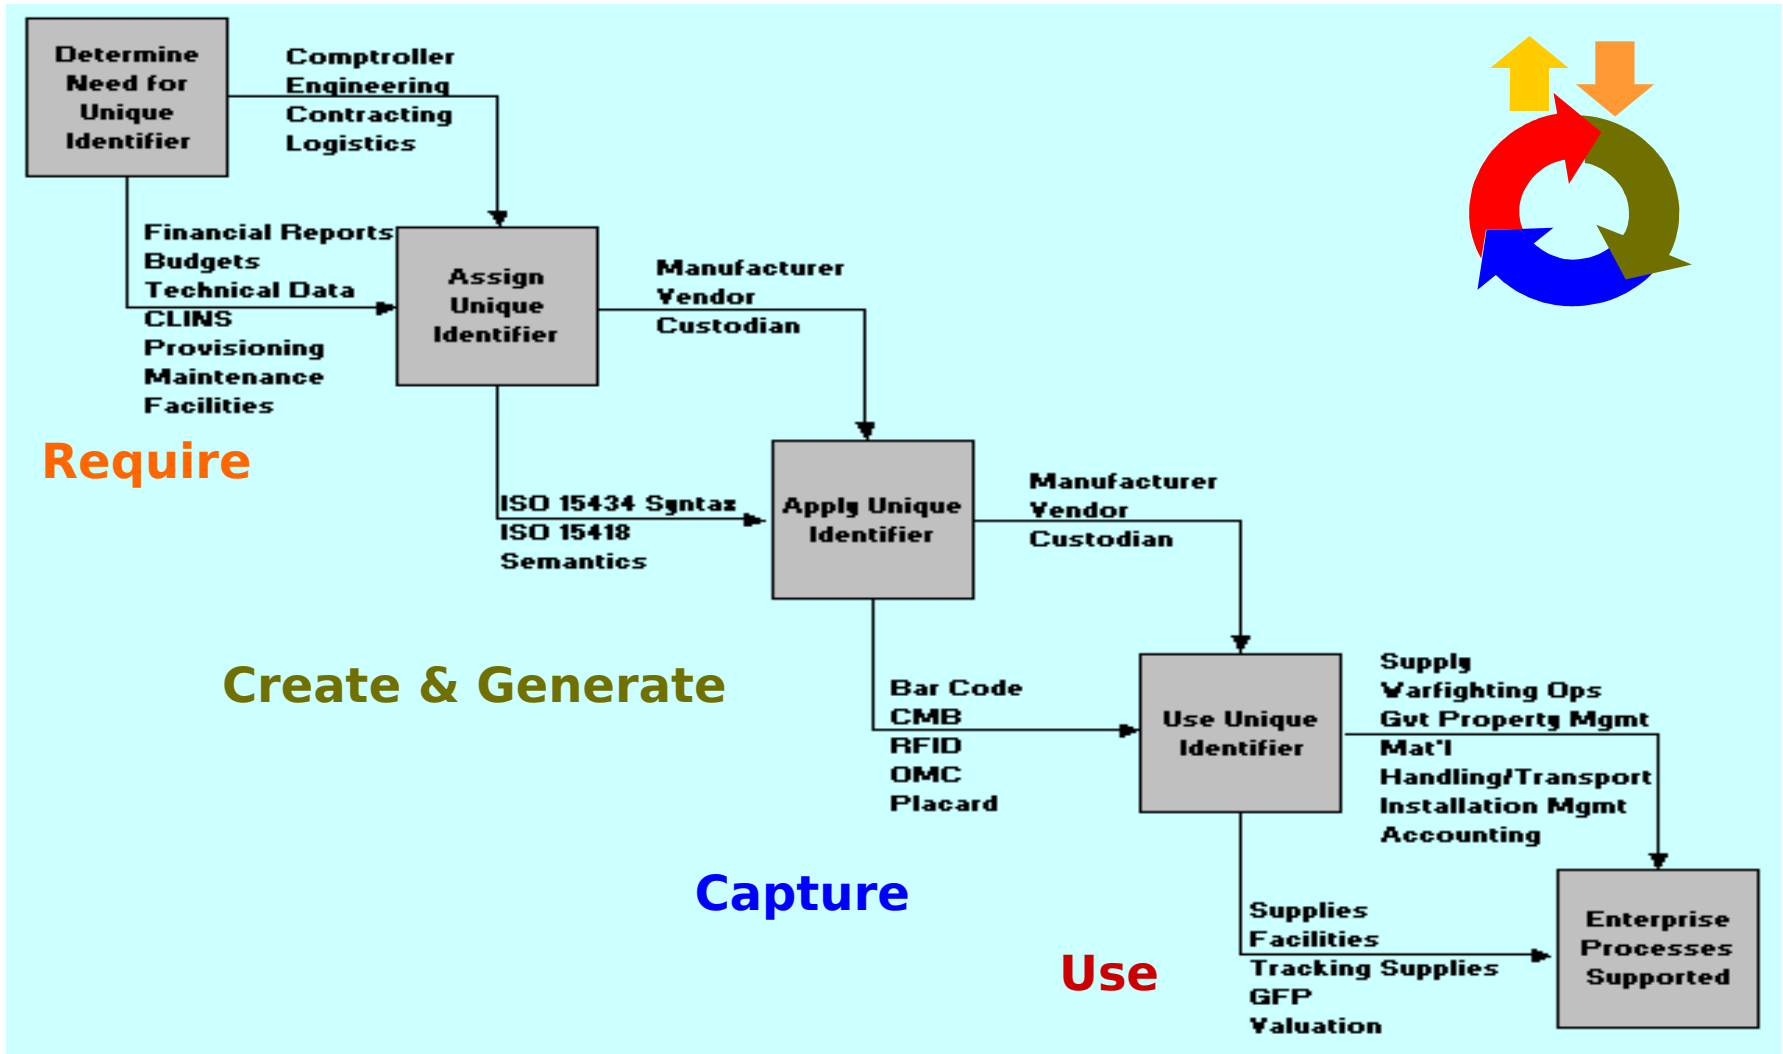 Determine
Need for
Unique
Identifier
Comptroller
Engineering
Contracting
Logistics
Financial Reports
Budgets
Technical Data
CLINS
Provisioning
Maintenance
Facilities
Require
Assign
Unique
Identifier
Manufacturer
Vendor
Custodian
ISO 15434 Syntax
ISO 15418
Semantics
Create & Generate
Apply Unique
Identifier
Manufacturer
Vendor
Custodian
Bar Code
CMB
RFID
OMC
Placard
Capture
Use Unique
Identifier
Supply
Warfighting Ops
Gvt Property Mgmt
Mat'l
Handling/Transport
Installation Mgmt
Accounting
Supplies
Facilities
Tracking Supplies
GFP
Valuation
Use
Enterprise
Processes
Supported